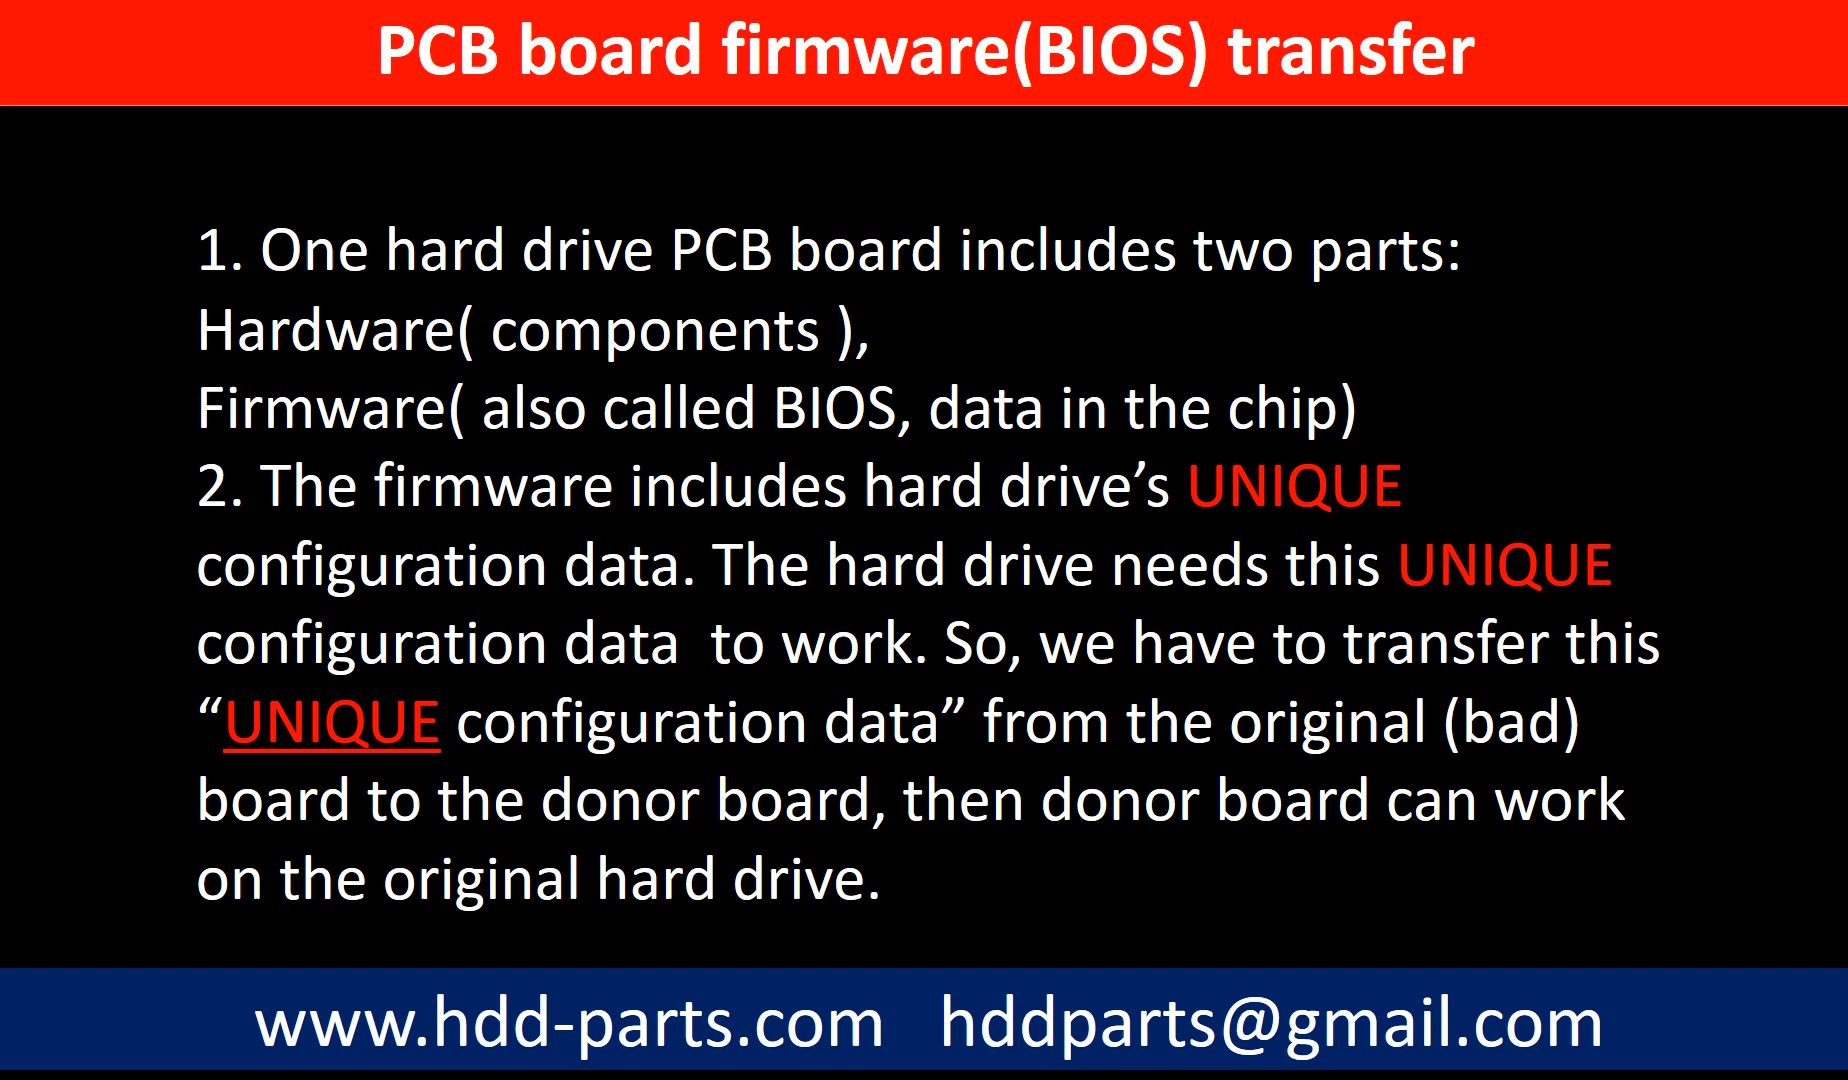 PCB board firmware(BIOS) transfer
1. One hard drive PCB board includes two parts:
Hardware( components ),
Firmware( also called BIOS, data in the chip)
2. The firmware includes hard drive’s UNIQUE
configuration data. The hard drive needs this UNIQUE
configuration data  to work. So, we have to transfer this
“UNIQUE configuration data” from the original (bad)
board to the donor board, then donor board can work
on the original hard drive.
www.hdd-parts.com   hddparts@gmail.com